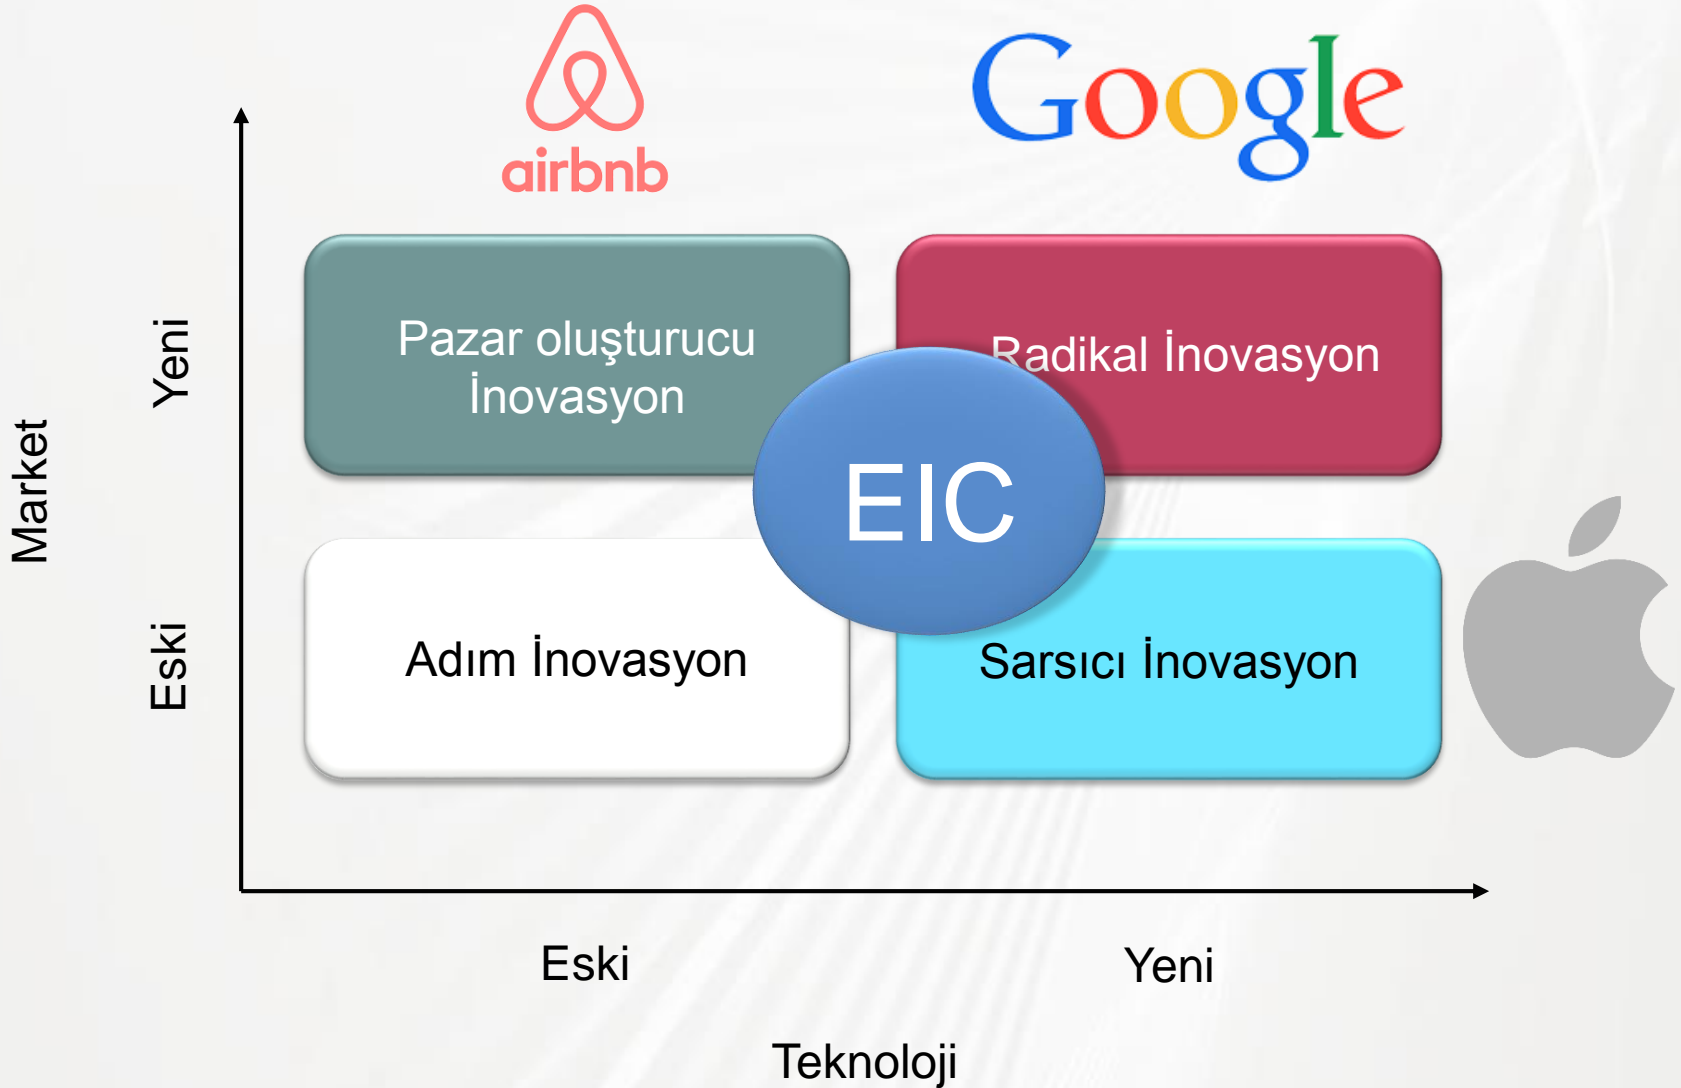 airbnb
Google
Market
Yeni
Eski
Pazar oluşturucu
İnovasyon
Radikal İnovasyon
EIC
Adım İnovasyon
Sarsıcı İnovasyon
Eski
Yeni
Teknoloji